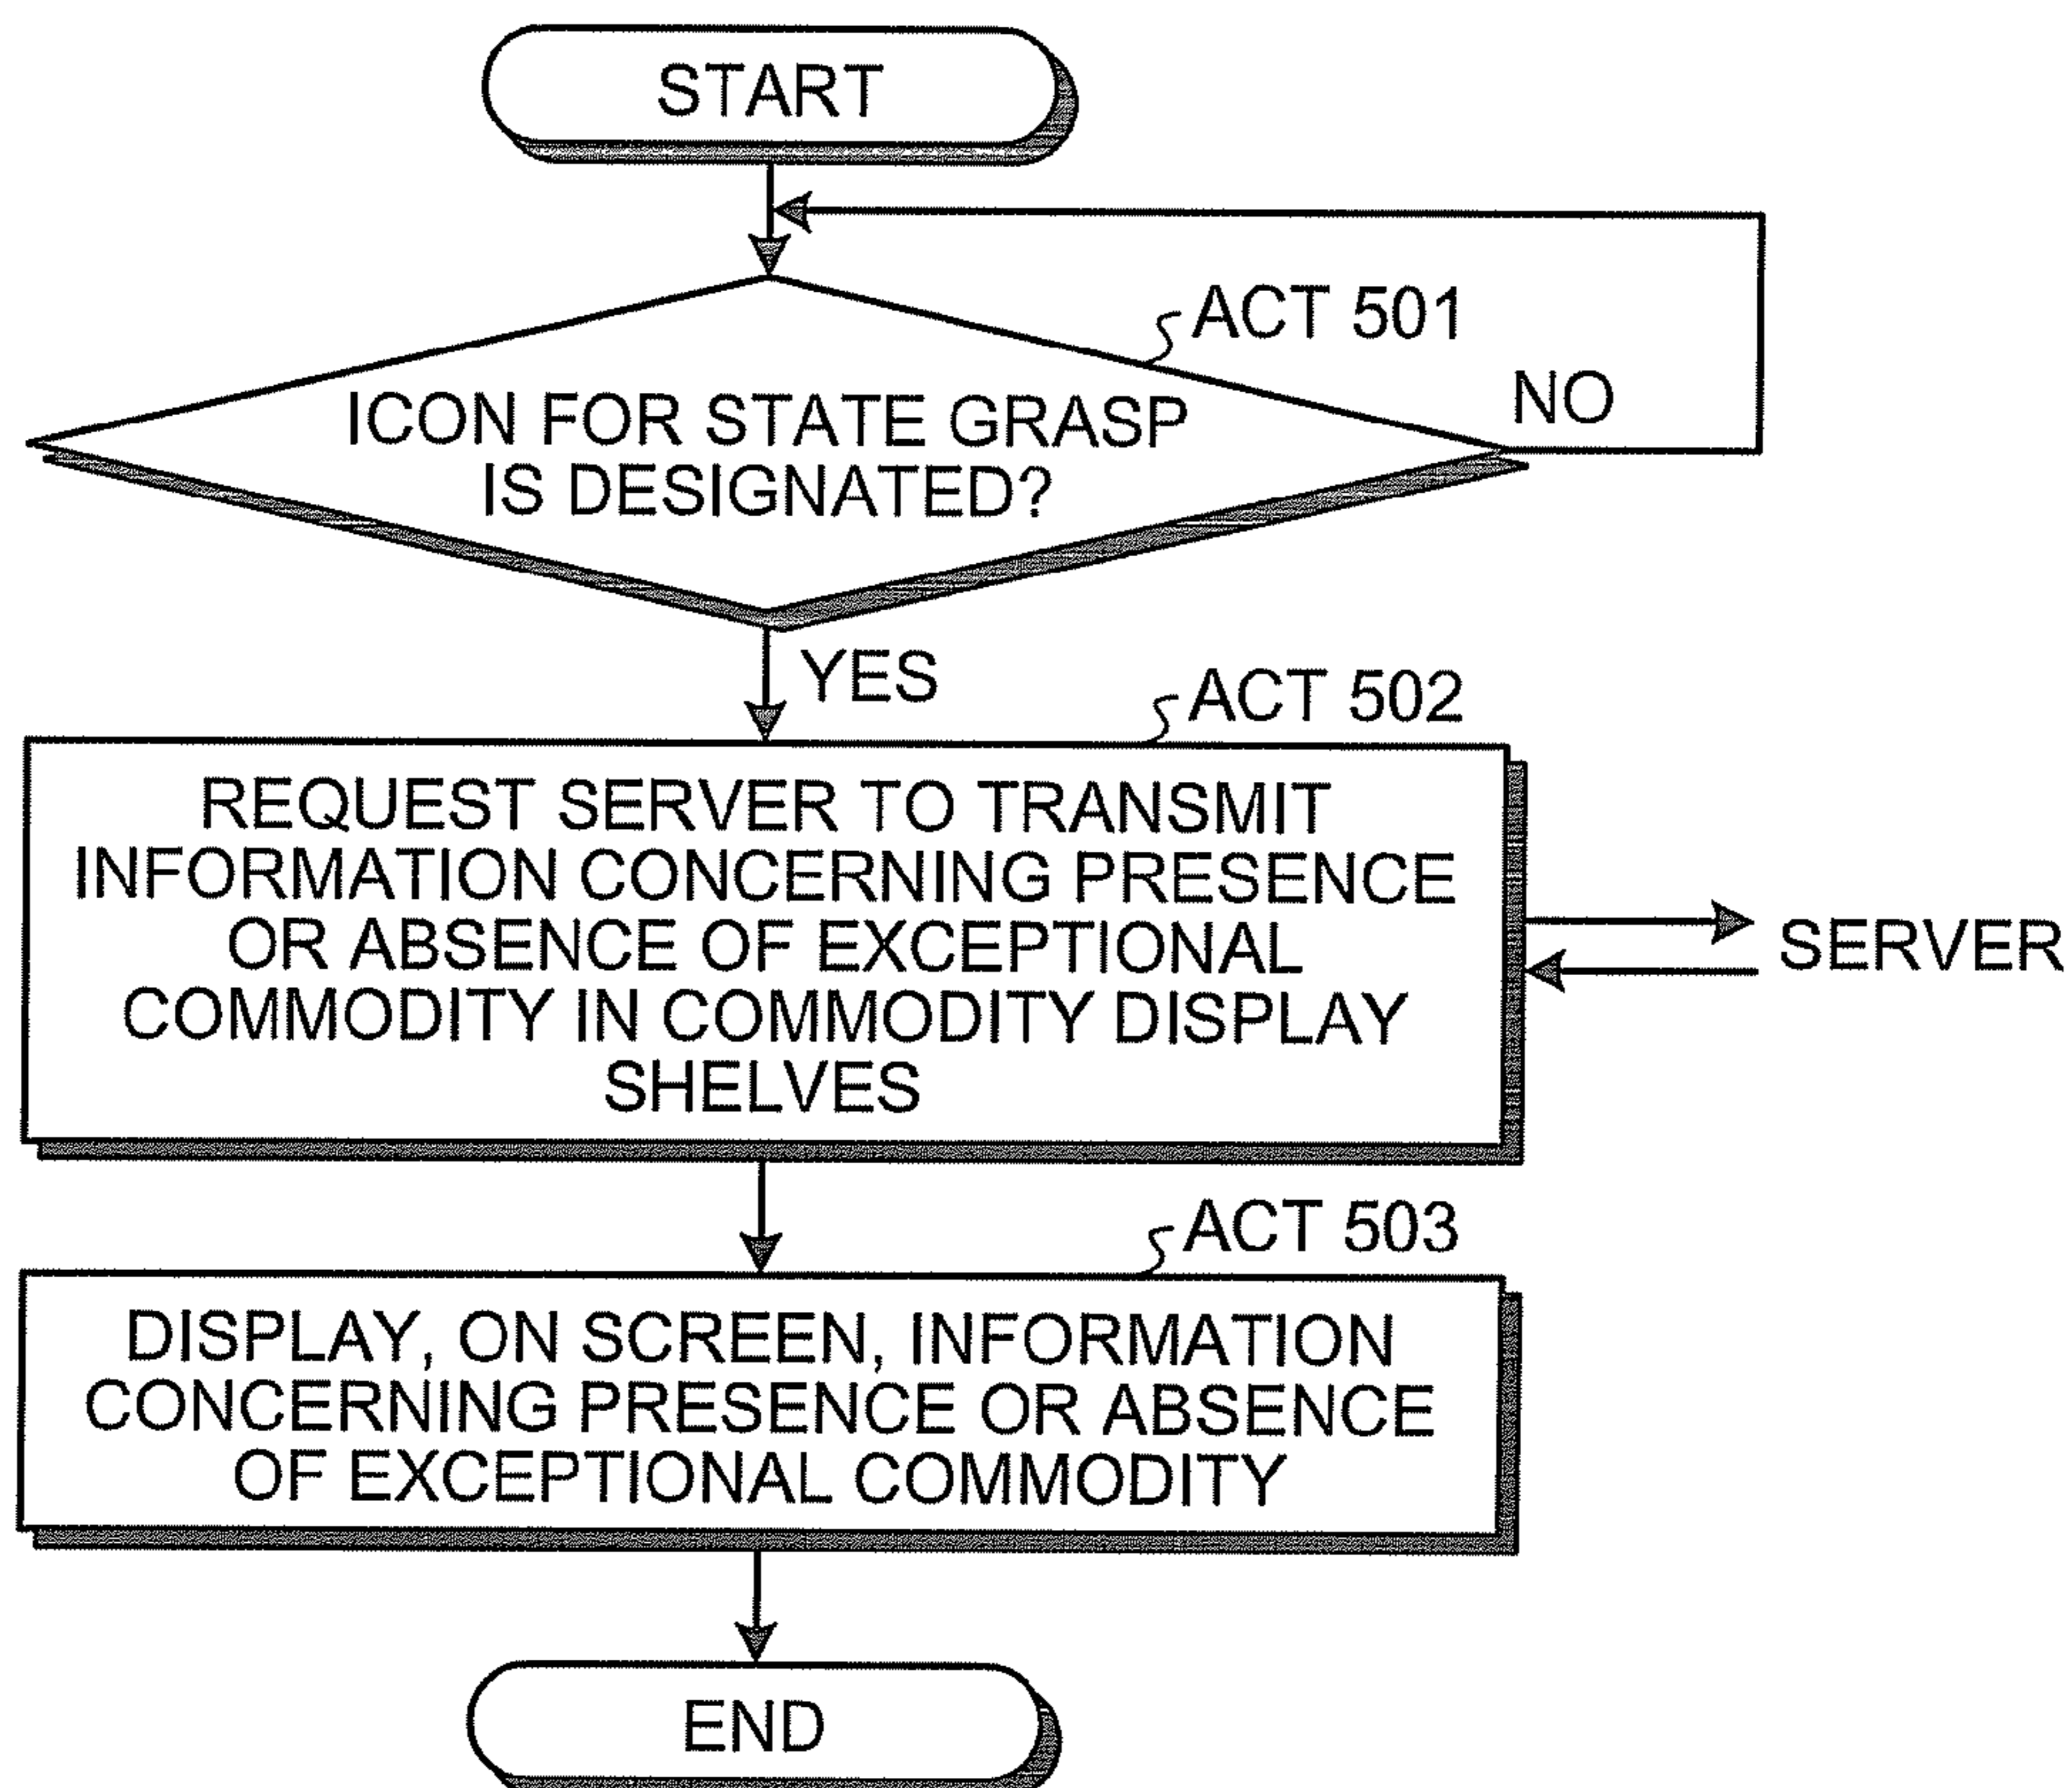 START
ACT 501
NO
ICON FOR STATE GRASP
IS DESIGNATED?
YES
ACT 502
REQUEST SERVER TO TRANSMIT
INFORMATION CONCERNING PRESENCE
OR ABSENCE OF EXCEPTIONAL
COMMODITY IN COMMODITY DISPLAY
SHELVES
SERVER
ACT 503
DISPLAY, ON SCREEN, INFORMATION
CONCERNING PRESENCE OR ABSENCE
OF EXCEPTIONAL COMMODITY
END